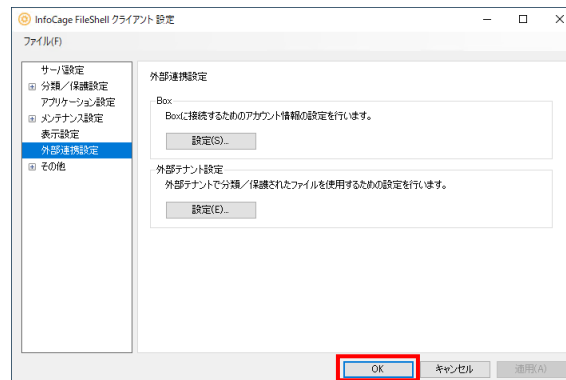 InfoCage FileShell クライアント 設定
ファイル(F)
サーバ設定
分類／保護設定
アプリケーション設定
メンテナンス設定
表示設定
外部連携設定
その他
外部連携設定
Box
Boxに接続するためのアカウント情報の設定を行います。
設定(S)...
外部テナント設定
外部テナントで分類／保護されたファイルを使用するための設定を行います。
設定(E)...
OK
キャンセル
適用(A)